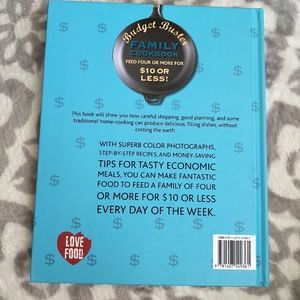 Budget Buster
FAMILY
COOKBOOK
FEED FOUR OR MORE FOR
$10 OR
LESS!
This book will show you how careful shopping, good planning, and some
traditional home-cooking can produce delicious, filling dishes, without
costing the earth.
WITH SUPERB COLOR PHOTOGRAPHS,
STEP-BY-STEP RECIPES, AND MONEY-SAVING
TIPS FOR TASTY ECONOMIC
MEALS, YOU CAN MAKE FANTASTIC
FOOD TO FEED A FAMILY OF FOUR
OR MORE FOR $10 OR LESS
EVERY DAY OF THE WEEK.
LOVE
FOOD